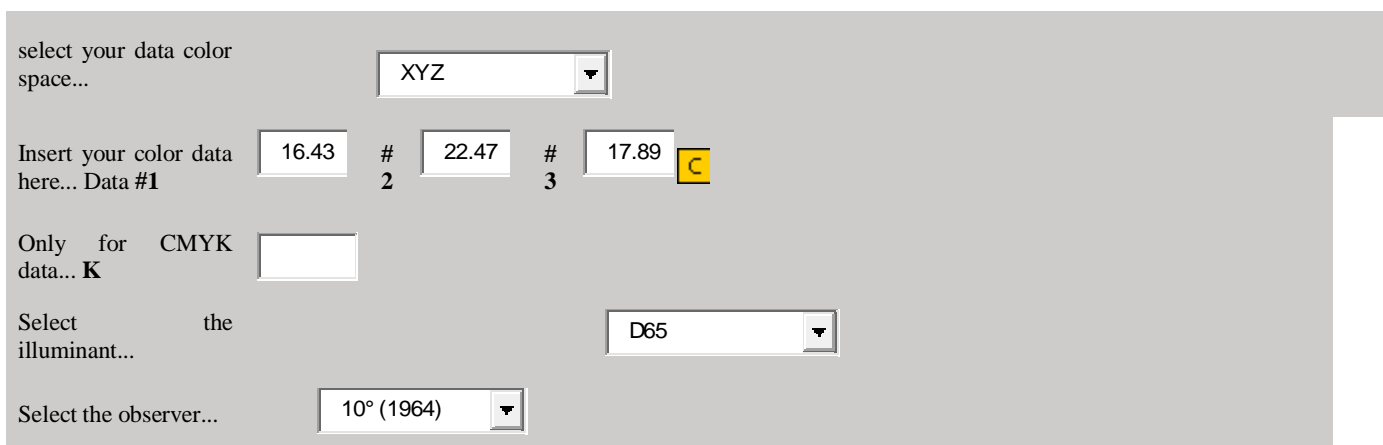 select your data color
space...
XYZ
Insert your color data
here... Data #1
16.43
#
2
22.47
#
3
17.89
C
Only for CMYK
data... K
Select the
illuminant...
D65
Select the observer...
10° (1964)